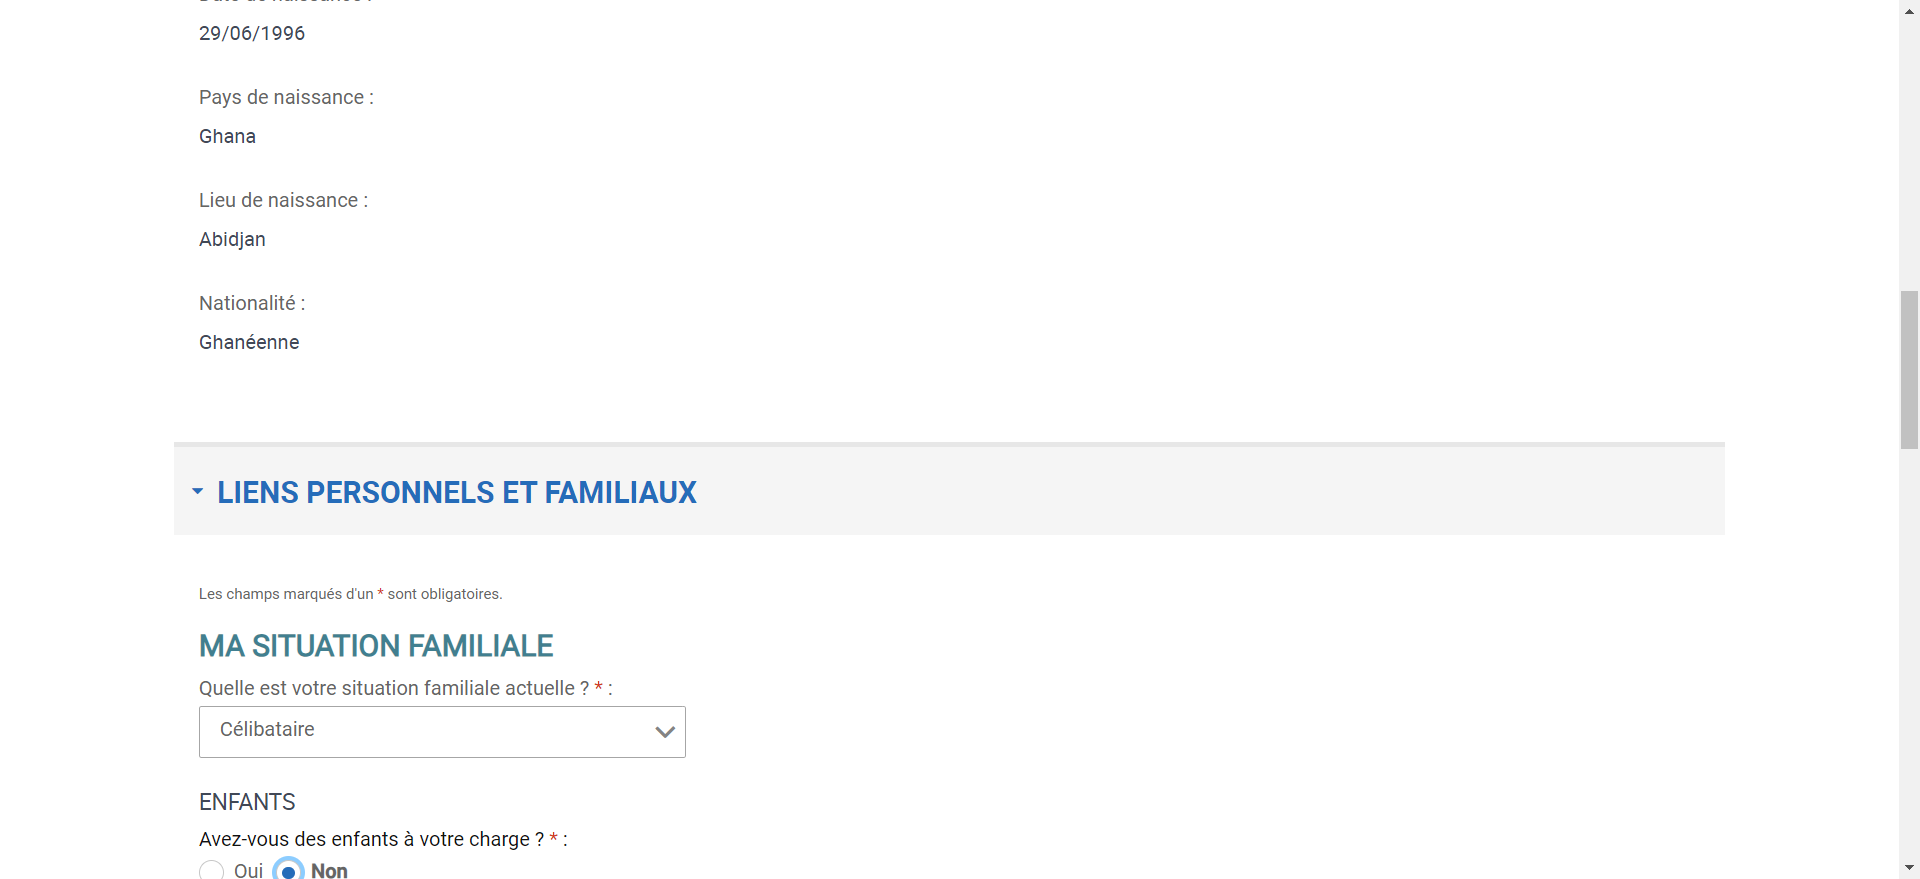 29/06/1996
Pays de naissance :
Ghana
Lieu de naissance :
Abidjan
Nationalité :
Ghanéenne
LIENS PERSONNELS ET FAMILIAUX
Les champs marqués d'un * sont obligatoires.
MA SITUATION FAMILIALE
Quelle est votre situation familiale actuelle ? * :
Célibataire
ENFANTS
Avez-vous des enfants à votre charge ? * :
Oui Non